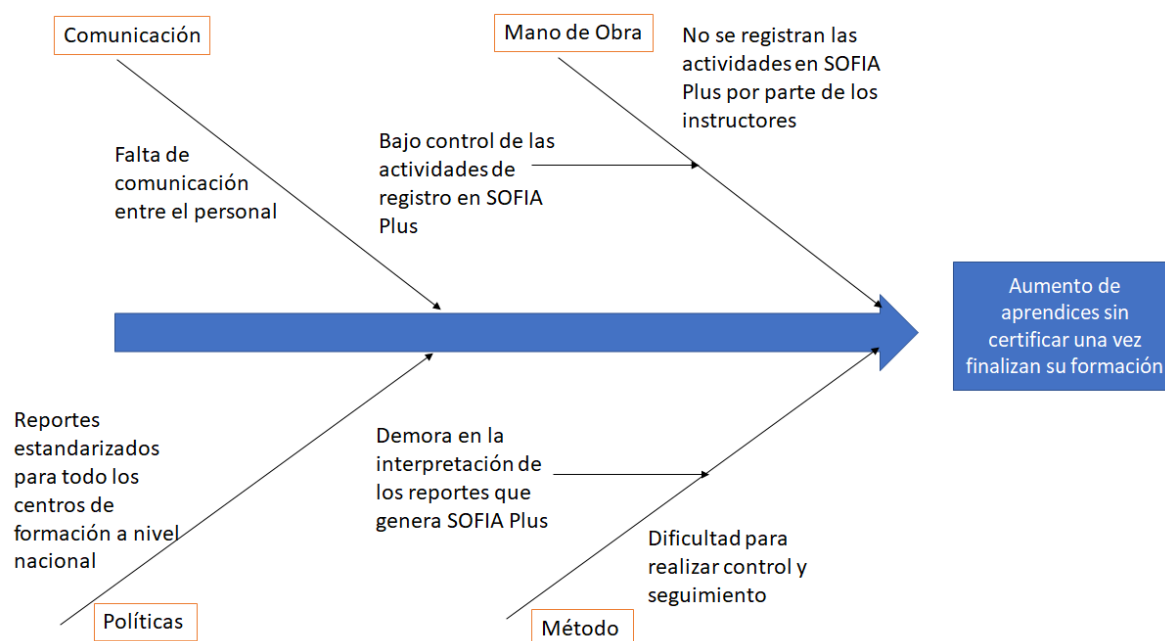 Comunicación
Mano de Obra
No se registran las
actividades en SOFIA
Plus por parte de los
instructores
Falta de
comunicación
entre el personal
Bajo control de las
actividades de
registro en SOFIA
Plus
Aumento de
aprendices sin
certificar una vez
finalizan su formación
Reportes
estandarizados
para todo los
centros de
formación a nivel
nacional
Demora en la
interpretación de
los reportes que
genera SOFIA Plus
Dificultad para
realizar control y
seguimiento
Políticas
Método